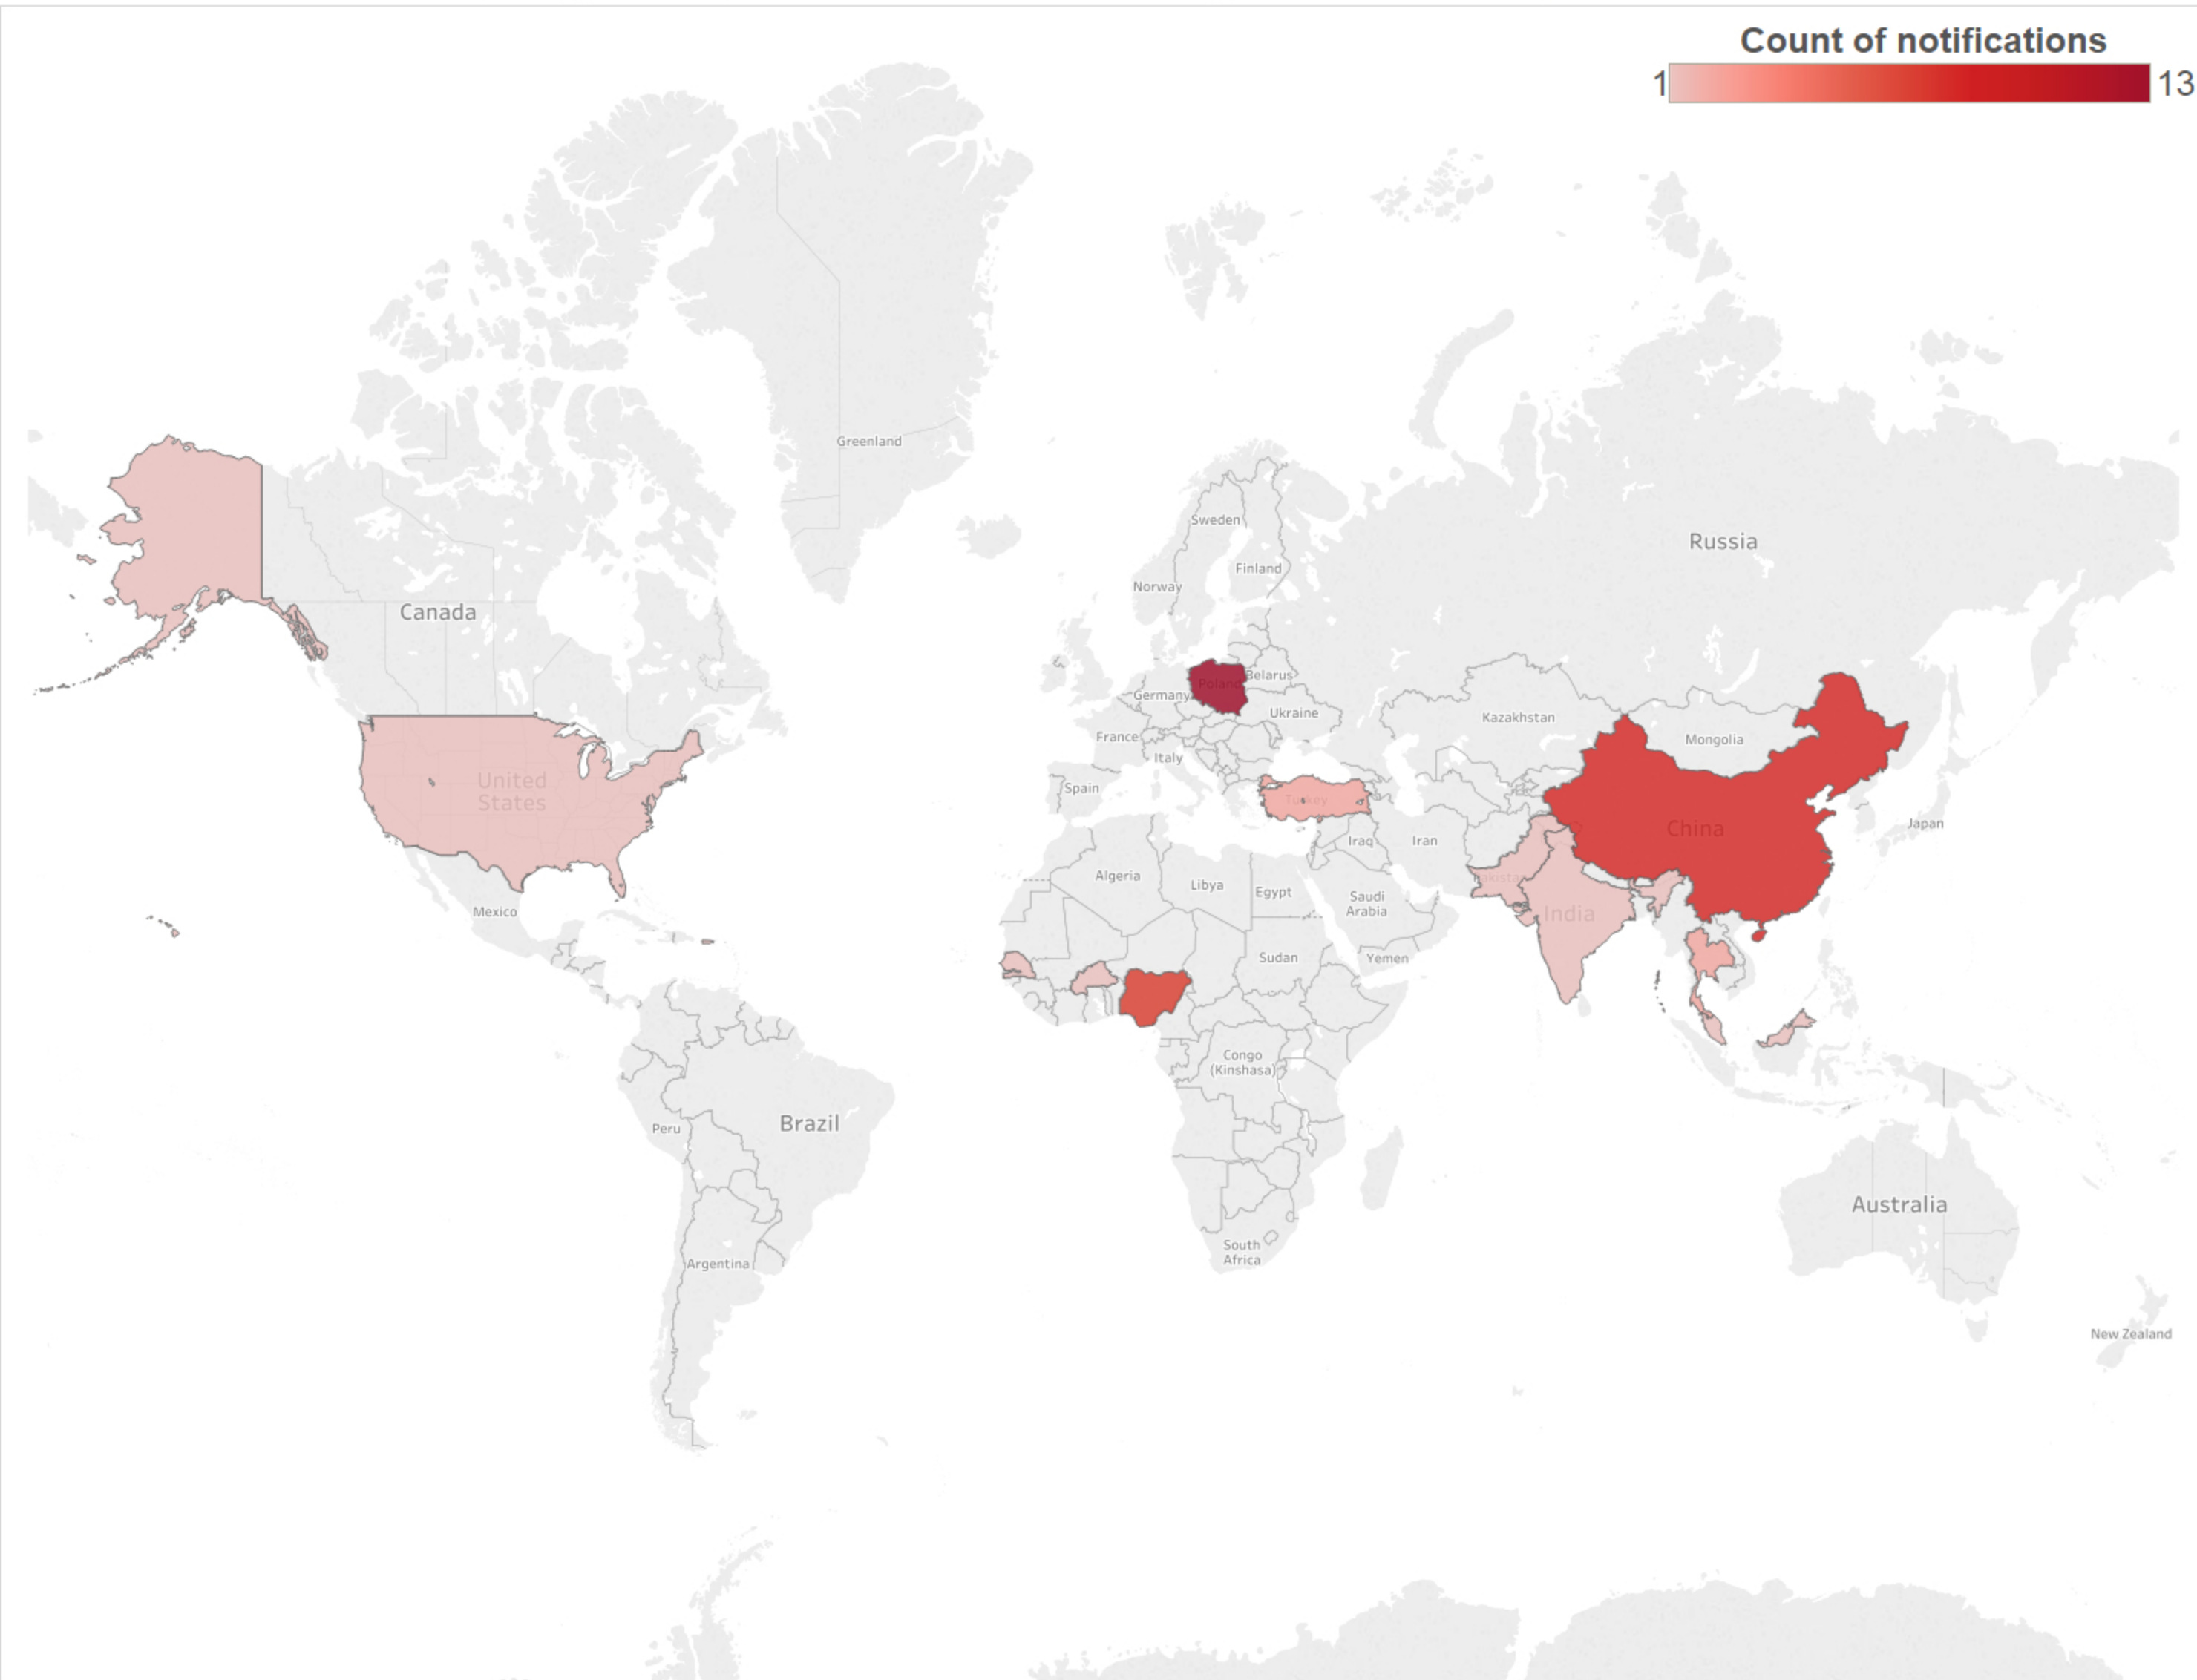 Count of notifications
1 13
Greenland
Sweden
Russia
Finland
Norway
Canada
Belarus
Poland
Germany
Ukraine
Kazakhstan
France
Mongolia
Italy
United
States
Spain
Turkey
Japan
China
Iraq
Iran
Algeria
Pakistan
Libya
Egypt
Saudi
Arabia
Mexico
India
Sudan
Yemen
Congo
(Kinshasa)
Brazil
Peru
Australia
South
Africa
Argentina
New Zealand